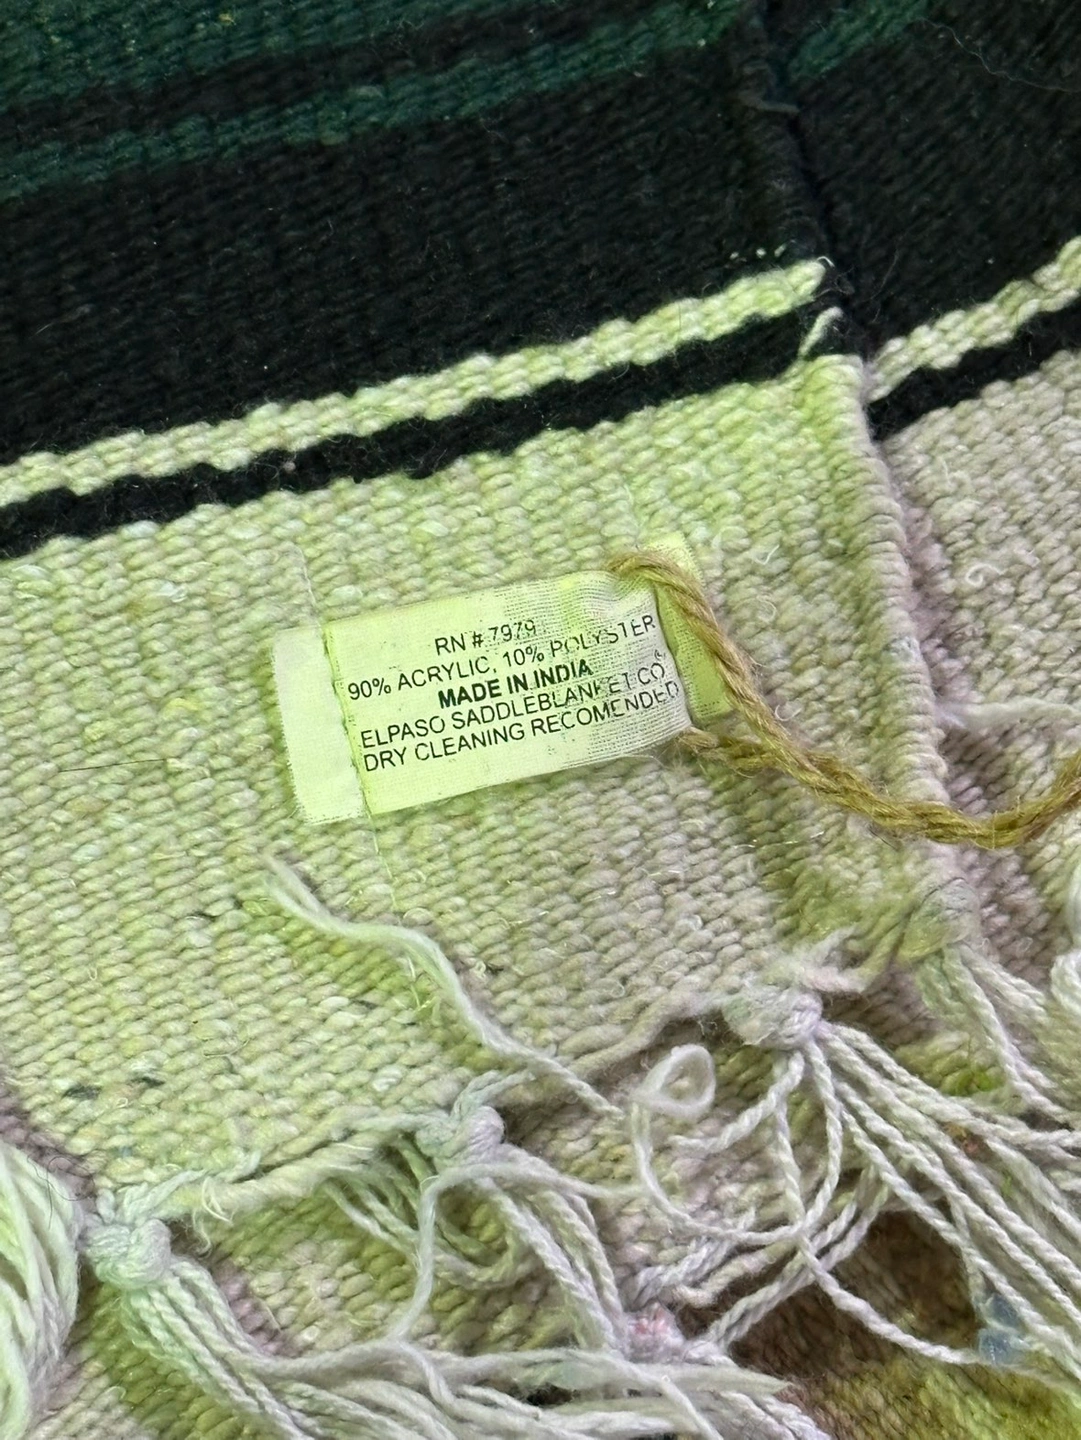 RN # 7979
90% ACRYLIC, 10% POLYSTER
MADE IN INDIA
ELPASO SADDLEBLANKET CO
DRY CLEANING RECOMENDED